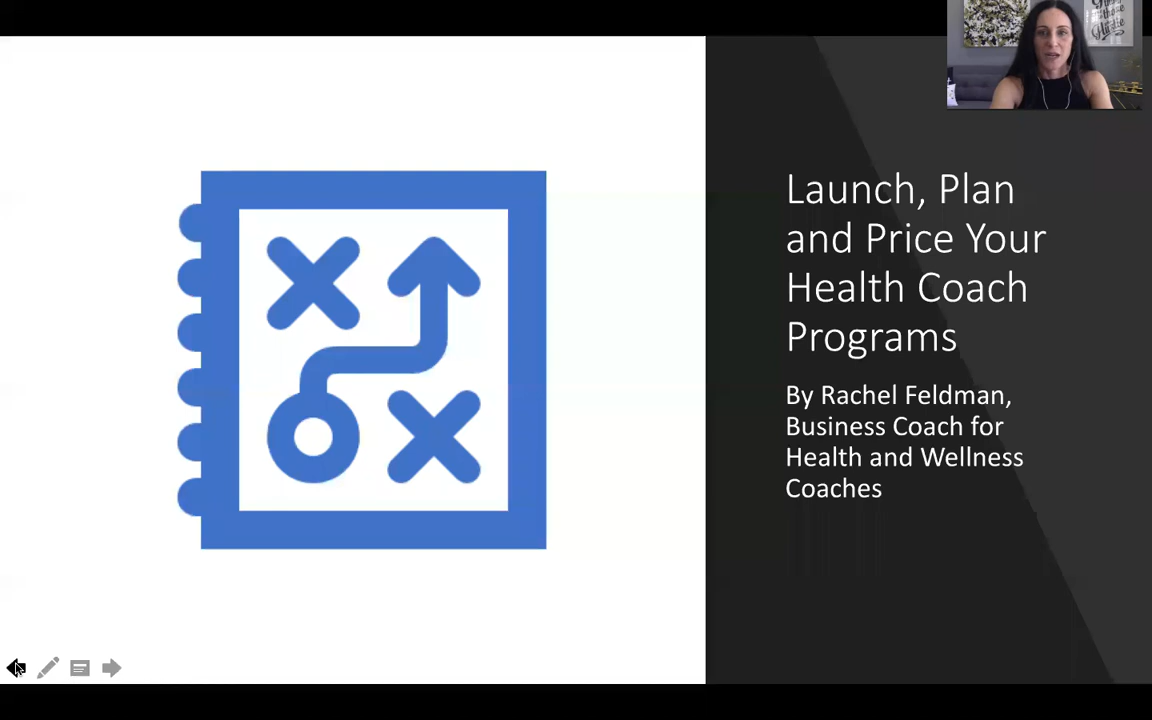 Launch, Plan
and Price Your
Health Coach
Programs
By Rachel Feldman,
Business Coach for
Health and Wellness
Coaches